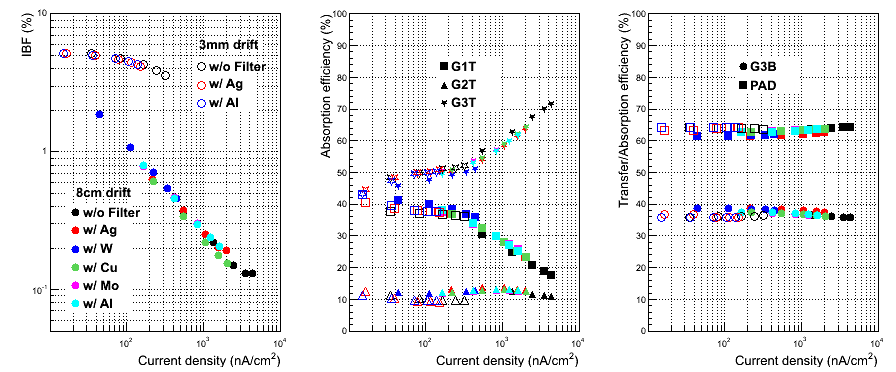 IBF (%)
10
1
10⁻¹
3mm drift
w/o Filter
w/ Ag
w/ Al
8cm drift
w/o Filter
w/ Ag
w/ W
w/ Cu
w/ Mo
w/ Al
10² 10³ 10⁴
Current density (nA/cm²)
Absorption efficiency (%)
100
90
80
70
60
50
40
30
20
10
0
G1T
G2T
G3T
10² 10³ 10⁴
Current density (nA/cm²)
Transfer/Absorption efficiency (%)
100
90
80
70
60
50
40
30
20
10
0
G3B
PAD
10² 10³ 10⁴
Current density (nA/cm²)